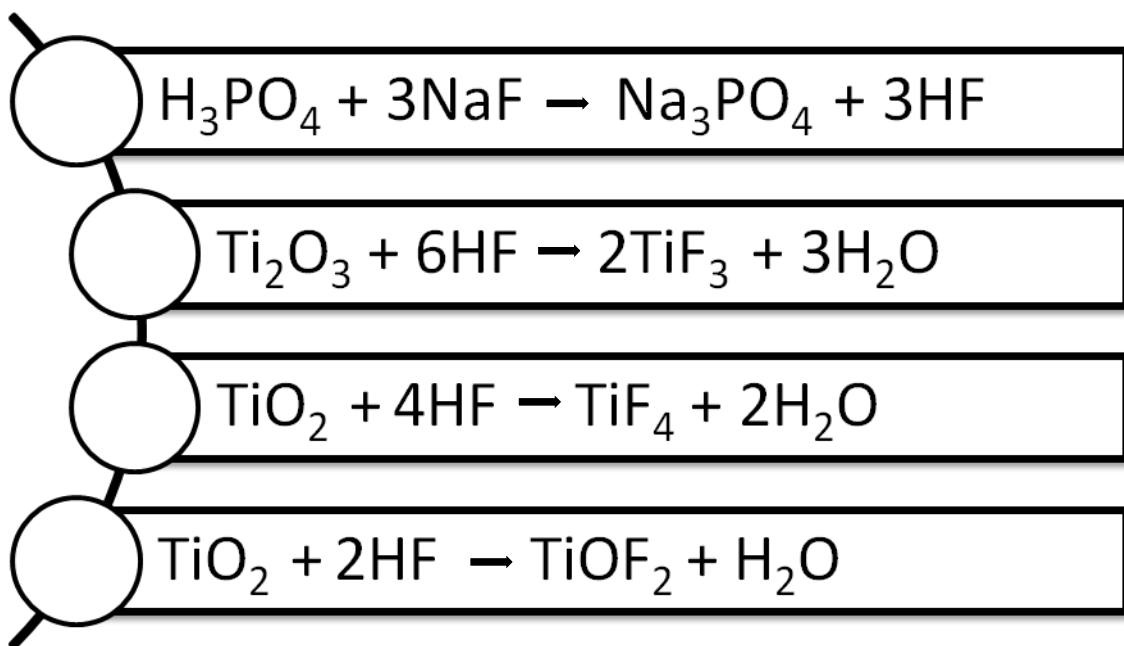 H₃PO₄ + 3NaF → Na₃PO₄ + 3HF
Ti₂O₃ + 6HF → 2TiF₃ + 3H₂O
TiO₂ + 4HF → TiF₄ + 2H₂O
TiO₂ + 2HF → TiOF₂ + H₂O